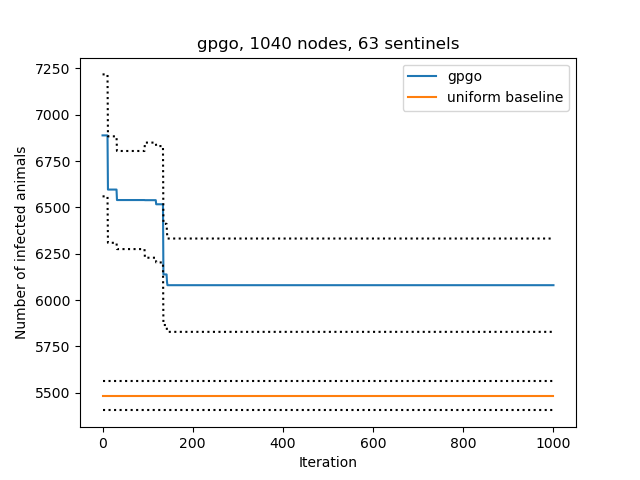 gpgo, 1040 nodes, 63 sentinels
Number of infected animals
7250
7000
6750
6500
6250
6000
5750
5500
gpgo
uniform baseline
0 200 400 600 800 1000
Iteration